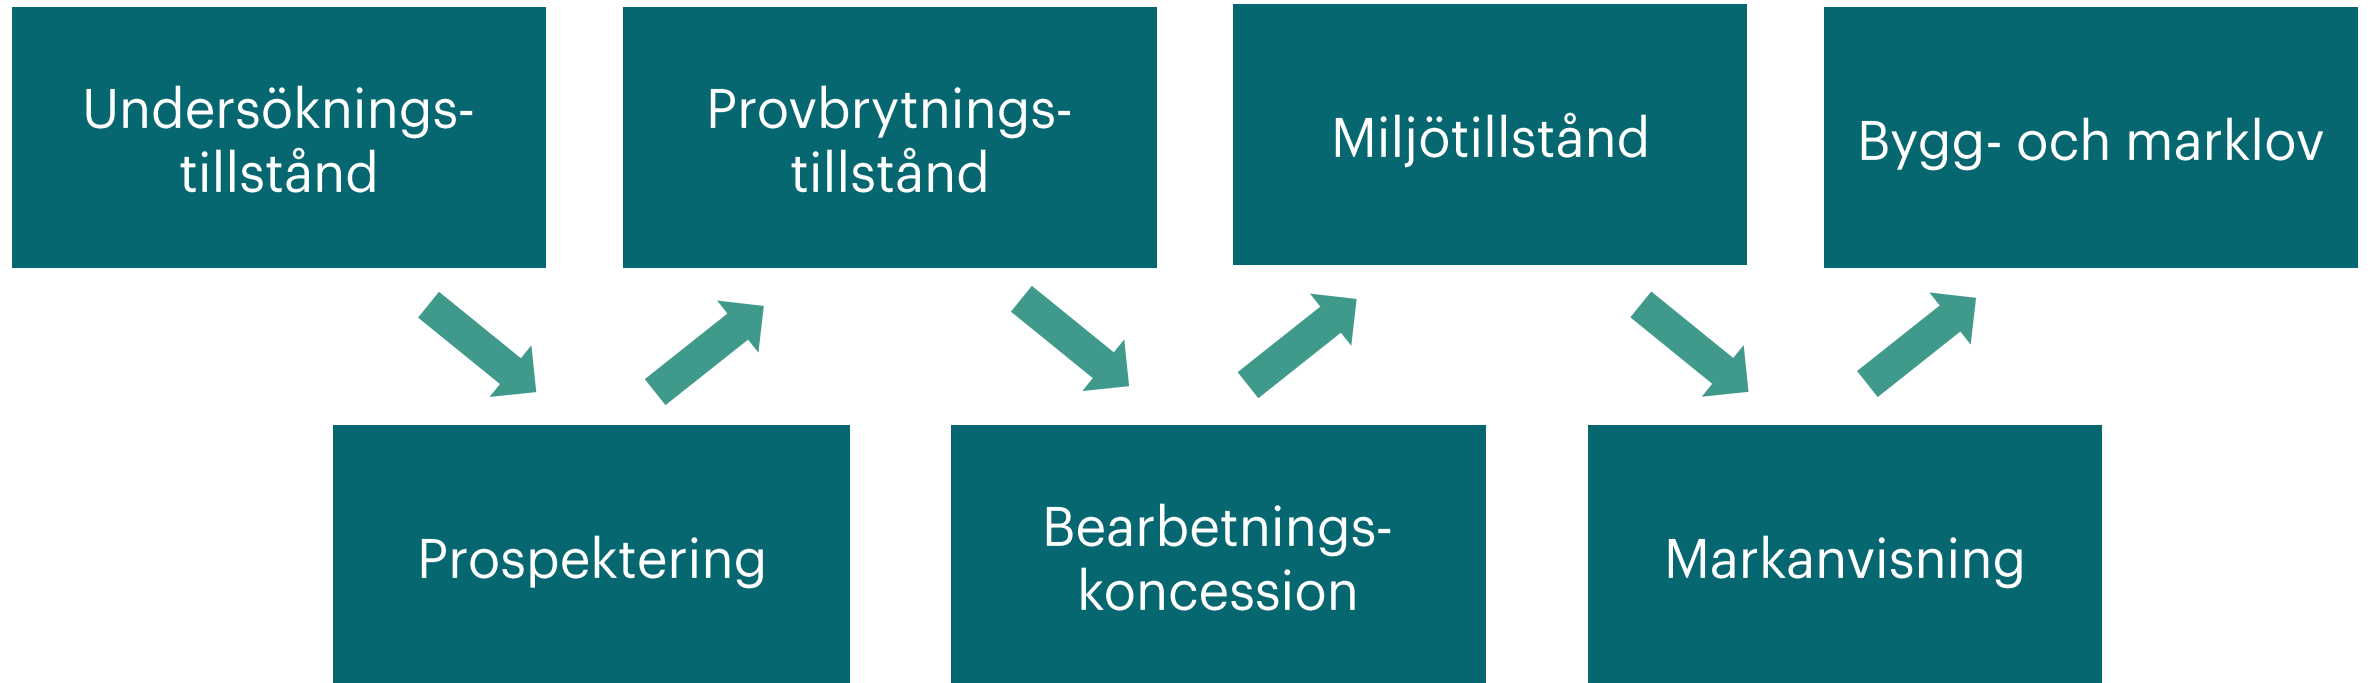 Undersöknings-
tillstånd
Prospektering
Provbrytnings-
tillstånd
Bearbetnings-
koncession
Miljötillstånd
Markanvisning
Bygg- och marklov